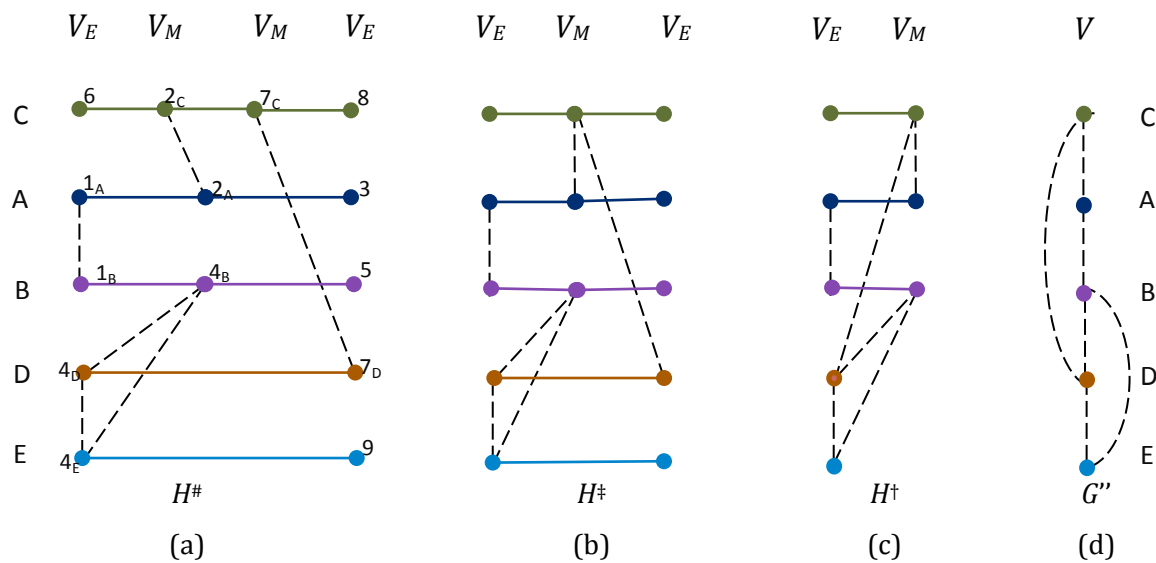 V_E V_M V_M V_E V_E V_M V_E V_E V_M V
6 2_C 7_C 8
C C
1_A 2_A 3
A A
1_B 4_B 5
B B
D 4_D 7_D D
E 4_E 9 E
H^# H^‡ H^† G’’
(a) (b) (c) (d)